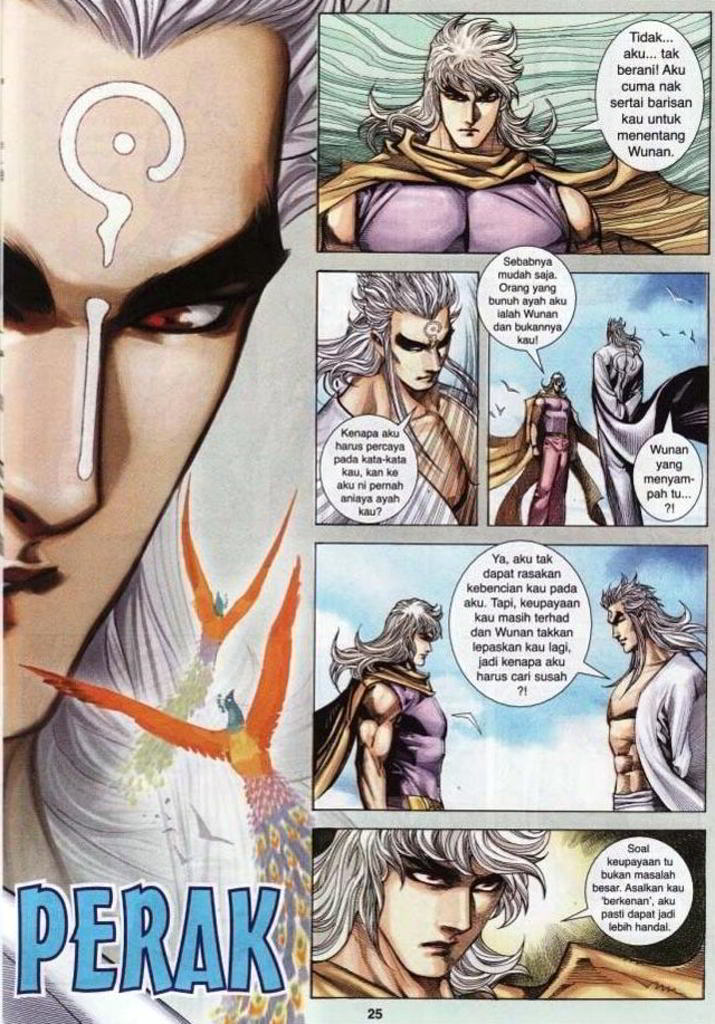 Tidak...
aku... tak
berani! Aku
cuma nak
sertai barisan
kau untuk
menentang
Wunan.
Sebabnya
mudah saja.
Orang yang
bunuh ayah aku
ialah Wunan
dan bukannya
kau!
Kenapa aku
harus percaya
pada kata-kata
kau, kan ke
aku ni pernah
aniaya ayah
kau?
Wunan
yang
menyam-
pah tu...
?!
Ya, aku tak
dapat rasakan
kebencian kau pada
aku. Tapi, keupayaan
kau masih terhad
dan Wunan takkan
lepaskan kau lagi,
jadi kenapa aku
harus susah
?!
Soal
keupayaan tu
bukan masalah
besar. Asalkan kau
'berkenan', aku
pasti dapat jadi
lebih handal.
PERAK
25